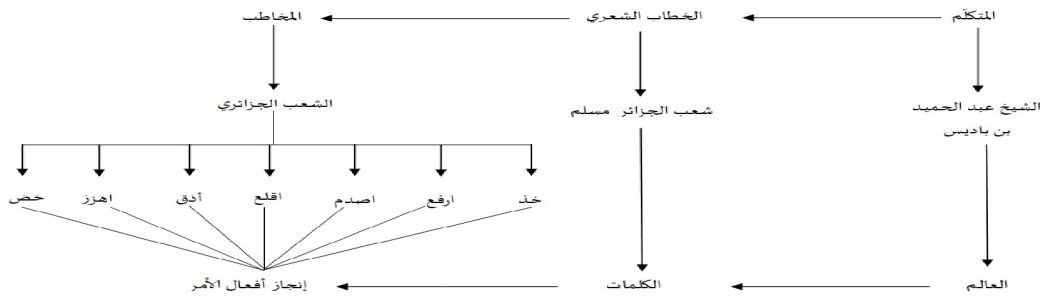 المتكلّم
الخطاب الشعري
المخاطب
الشيخ عبد الحميد
بن باديس
شعب الجزائر مسلم
الشعب الجزائري
خذ
ارفع
اصدم
اقلع
أذق
اهزز
خض
العالم
الكلمات
إنجاز أفعال الأمر